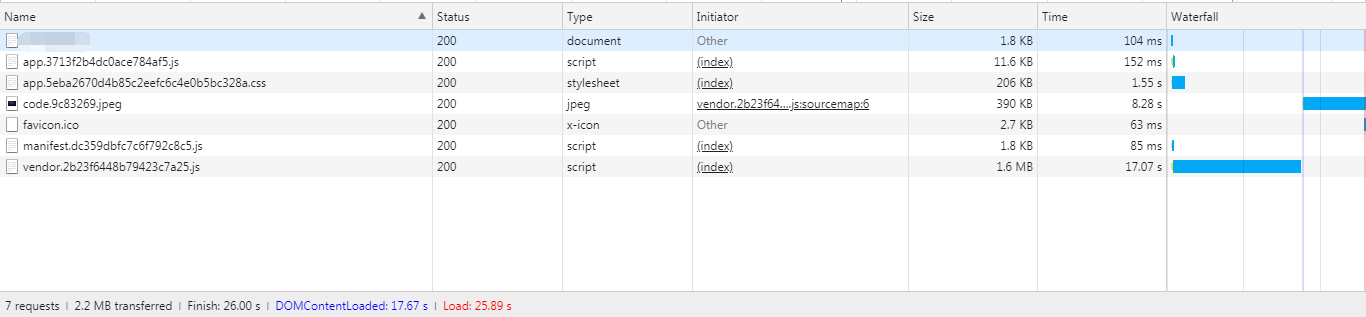 Name Status Type Initiator Size Time Waterfall
200 document Other 1.8 KB 104 ms
app.3713f2b4dc0ace784af5.js 200 script (index) 11.6 KB 152 ms
app.5eba2670d4b85c2eefc6c4e0b5bc328a.css 200 stylesheet (index) 206 KB 1.55 s
code.9c83269.jpeg 200 jpeg vendor.2b23f64....js:sourcemap:6 390 KB 8.28 s
favicon.ico 200 x-icon Other 2.7 KB 63 ms
manifest.dc359dbfc7c6f792c8c5.js 200 script (index) 1.8 KB 85 ms
vendor.2b23f6448b79423c7a25.js 200 script (index) 1.6 MB 17.07 s
7 requests | 2.2 MB transferred | Finish: 26.00 s | DOMContentLoaded: 17.67 s | Load: 25.89 s